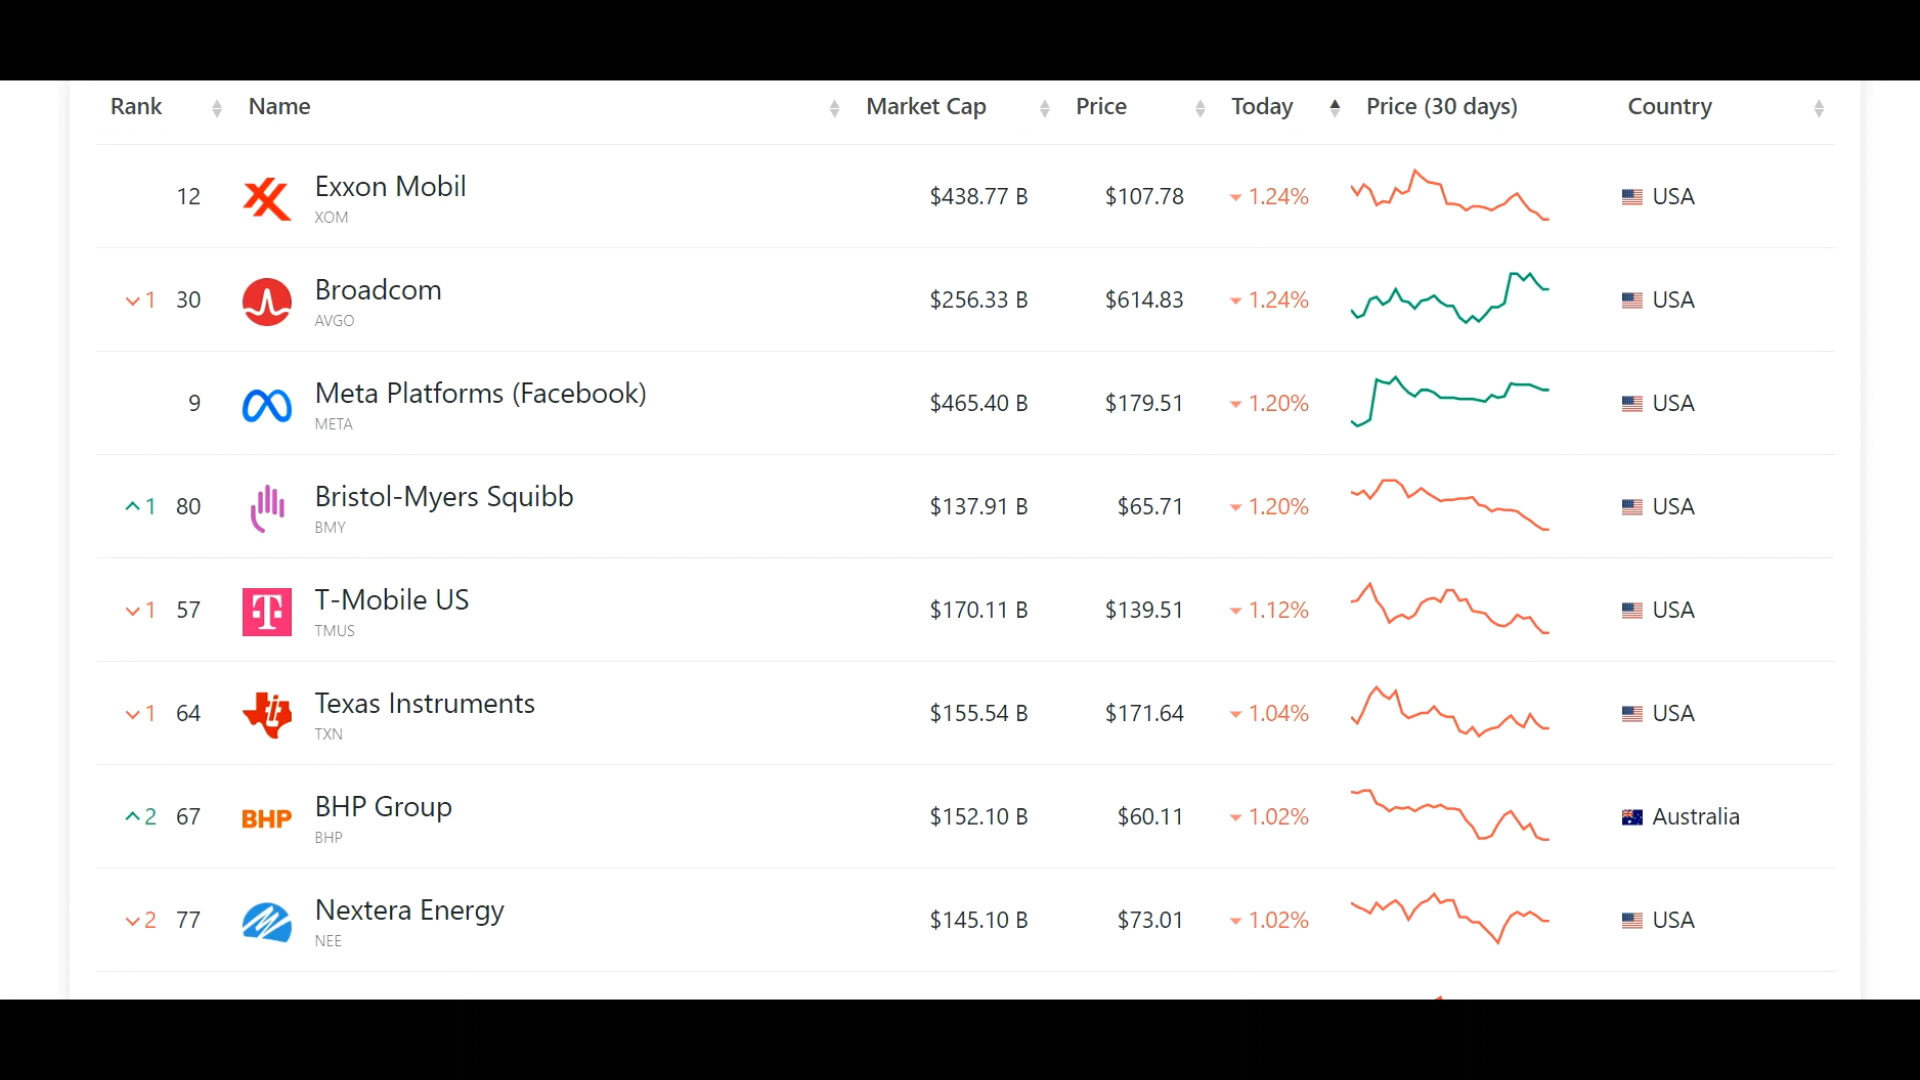 Rank Name Market Cap Price Today Price (30 days) Country
12 Exxon Mobil $438.77 B $107.78 1.24% USA
XOM
1 30 Broadcom $256.33 B $614.83 1.24% USA
AVGO
9 Meta Platforms (Facebook) $465.40 B $179.51 1.20% USA
META
1 80 Bristol-Myers Squibb $137.91 B $65.71 1.20% USA
BMY
1 57 T T-Mobile US $170.11 B $139.51 1.12% USA
TMUS
1 64 Texas Instruments $155.54 B $171.64 1.04% USA
TXN
2 67 BHP BHP Group $152.10 B $60.11 1.02% Australia
BHP
2 77 Nextera Energy $145.10 B $73.01 1.02% USA
NEE